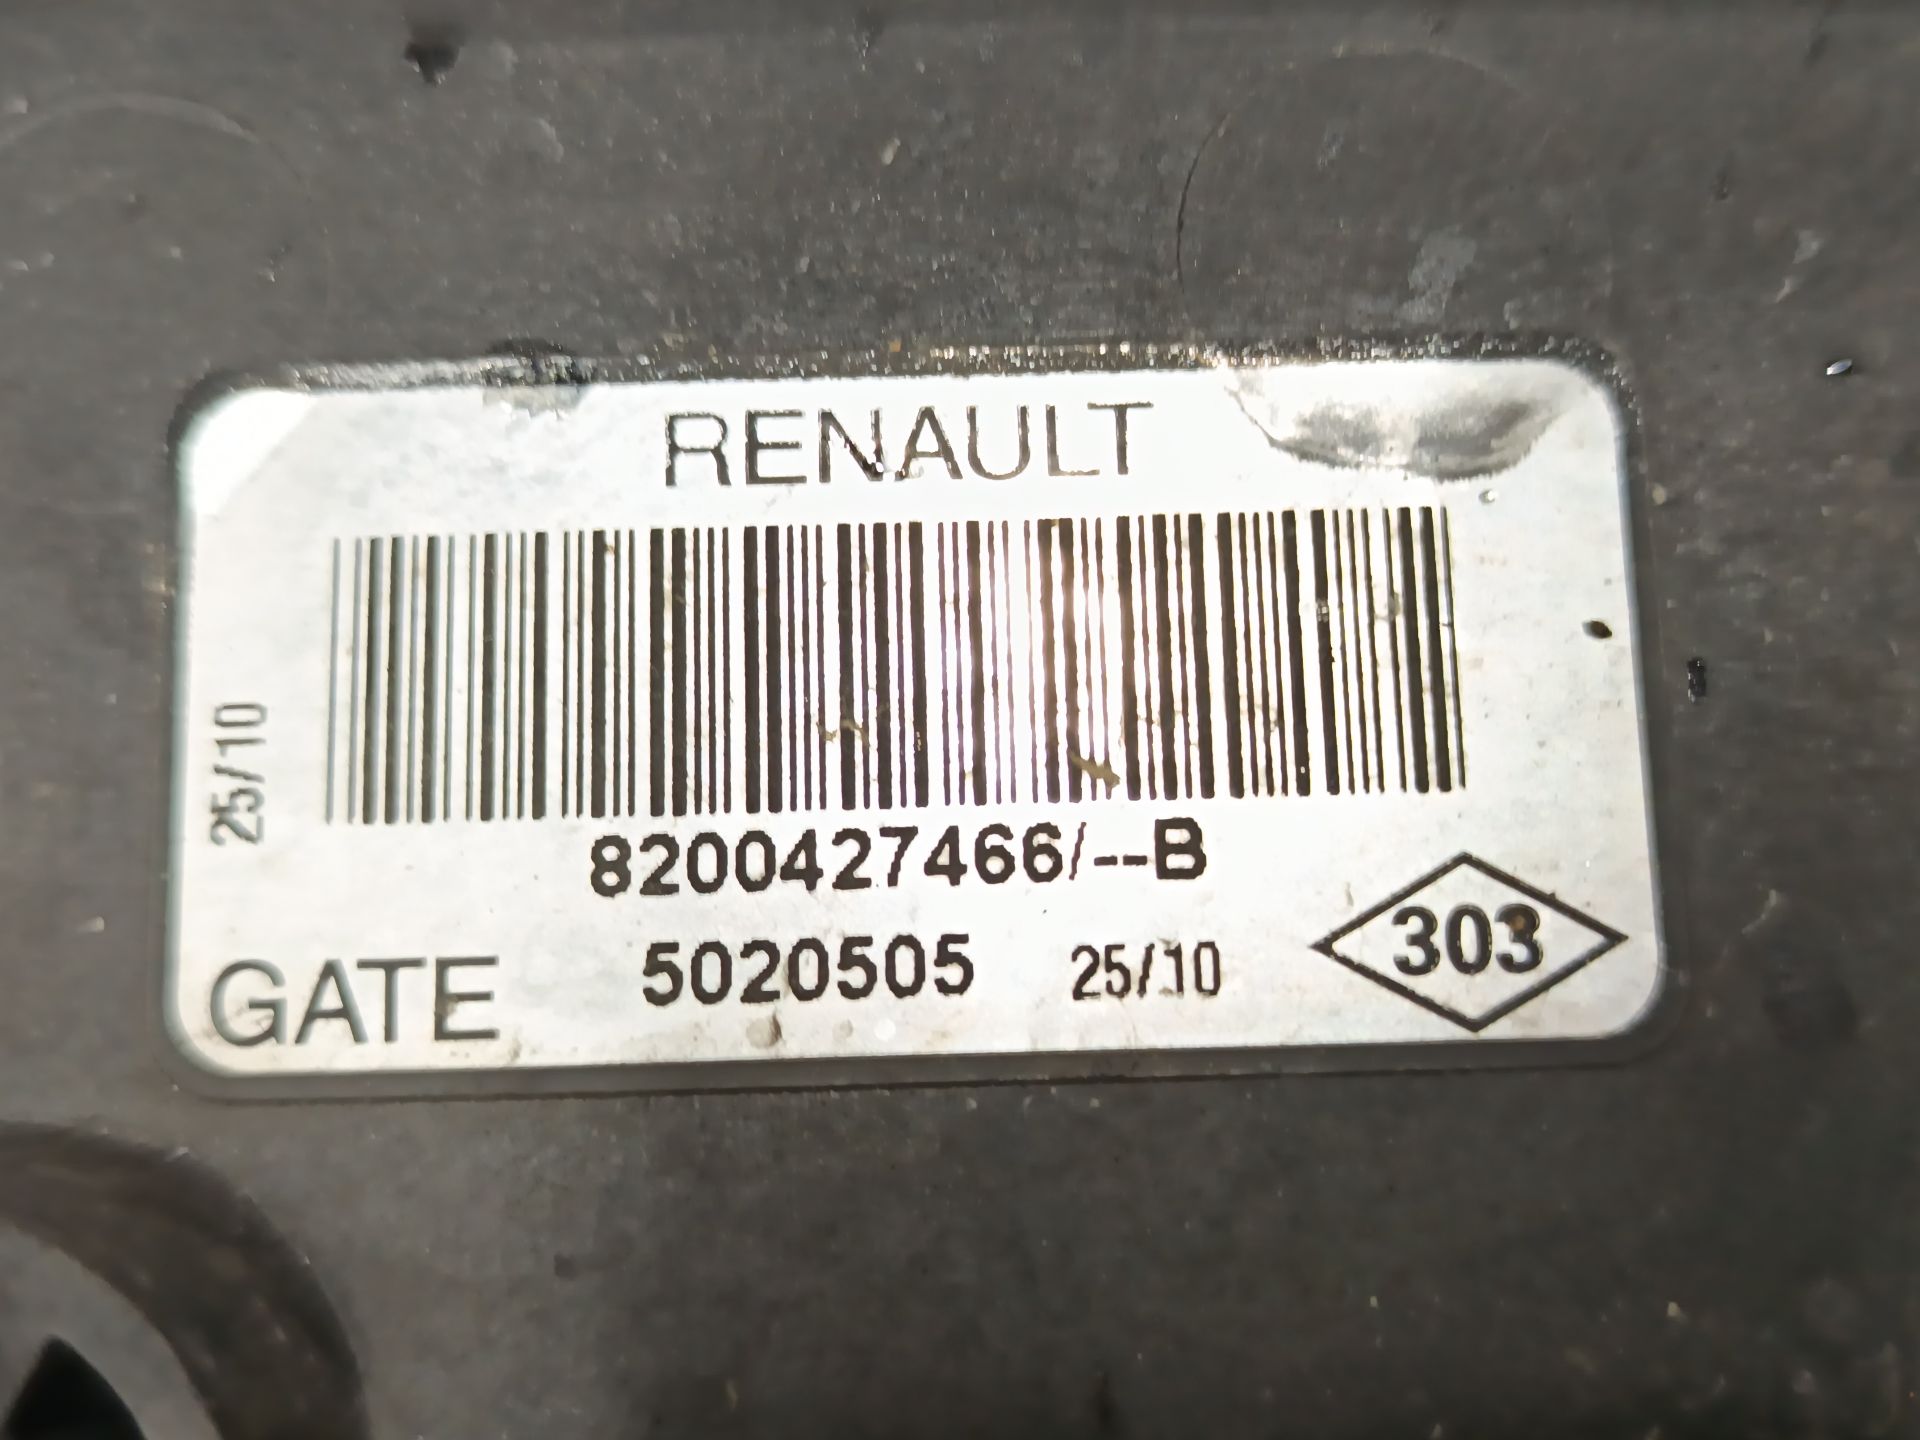 RENAULT
25/10
8200427466/--B
GATE 5020505 25/10 303